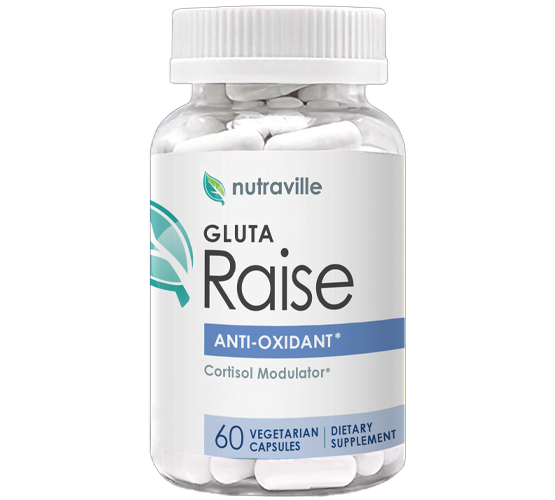 nutraville
GLUTA
Raise
ANTI-OXIDANT*
Cortisol Modulator*
60 VEGETARIAN CAPSULES | DIETARY SUPPLEMENT